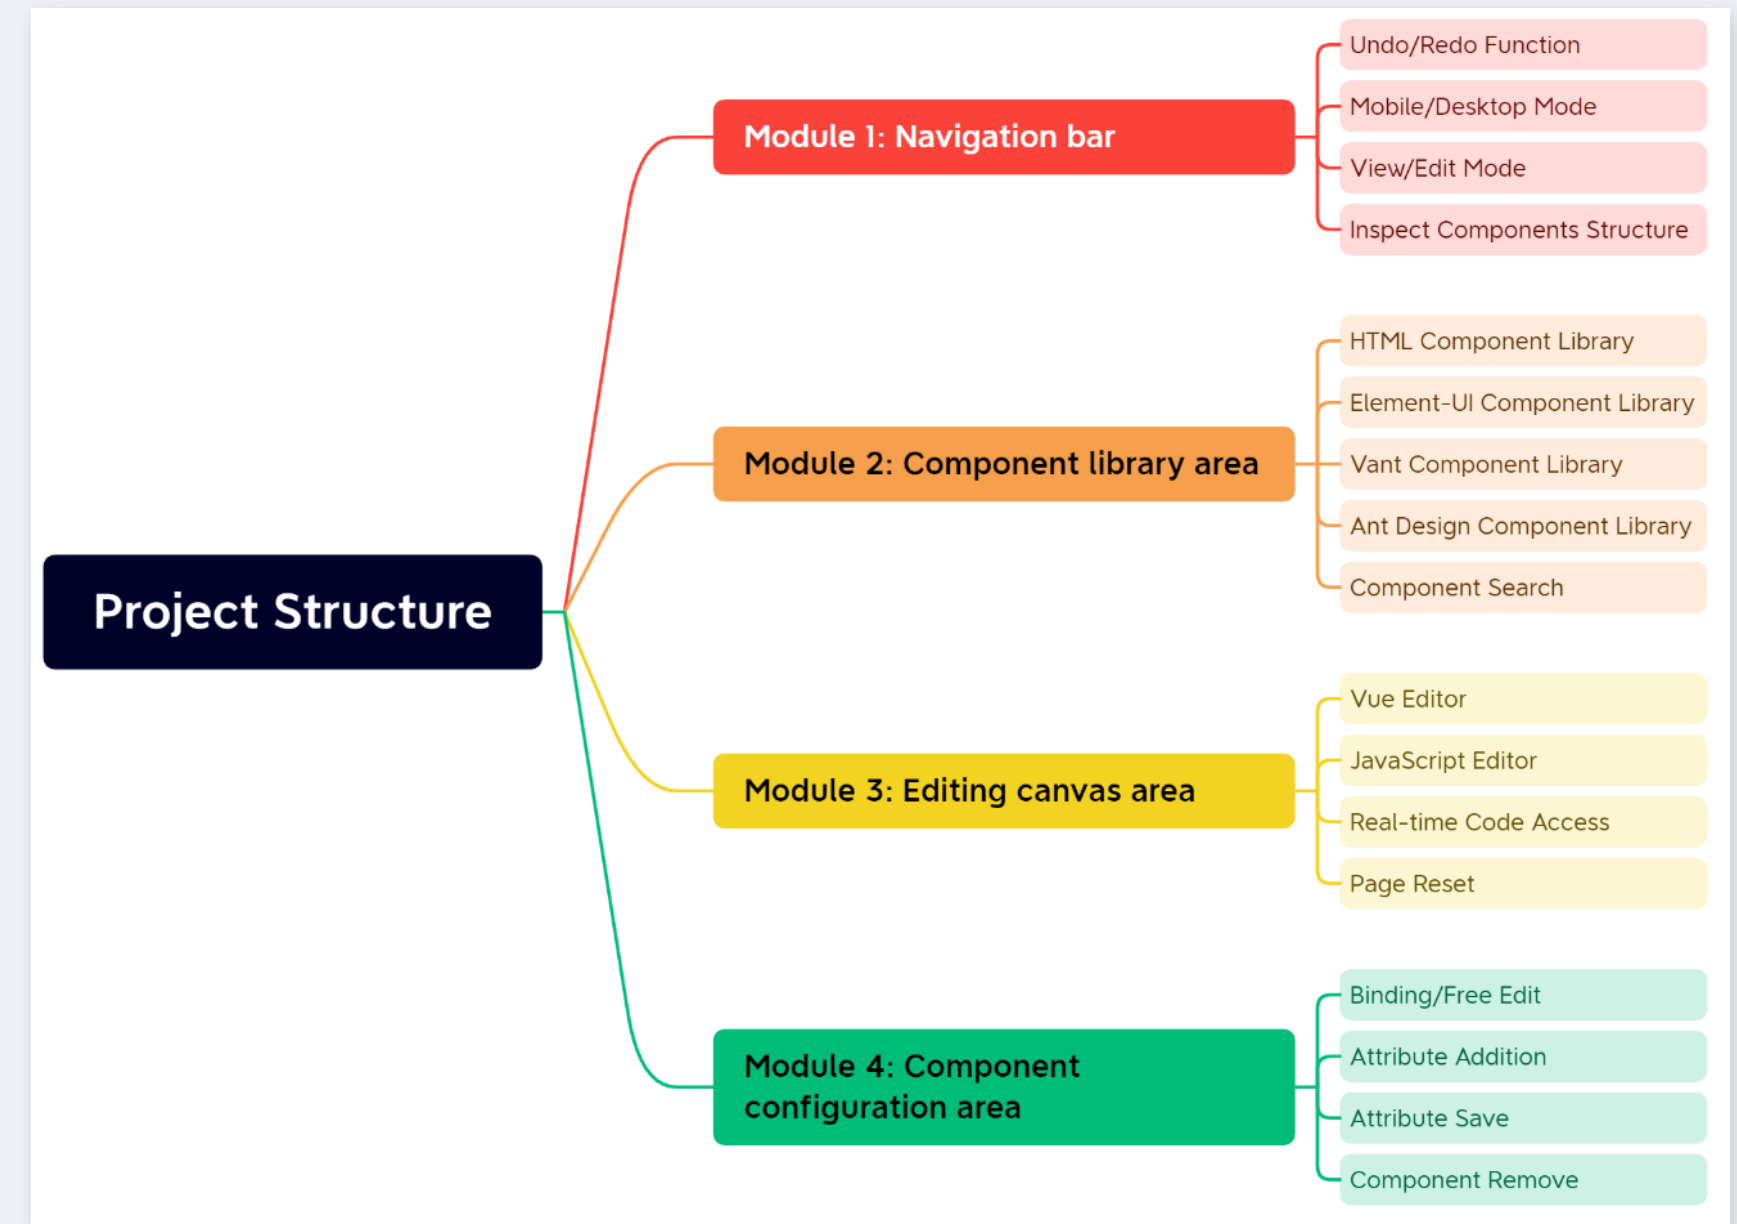 Project Structure
Module 1: Navigation bar
Undo/Redo Function
Mobile/Desktop Mode
View/Edit Mode
Inspect Components Structure
Module 2: Component library area
HTML Component Library
Element-UI Component Library
Vant Component Library
Ant Design Component Library
Component Search
Module 3: Editing canvas area
Vue Editor
JavaScript Editor
Real-time Code Access
Page Reset
Module 4: Component
configuration area
Binding/Free Edit
Attribute Addition
Attribute Save
Component Remove